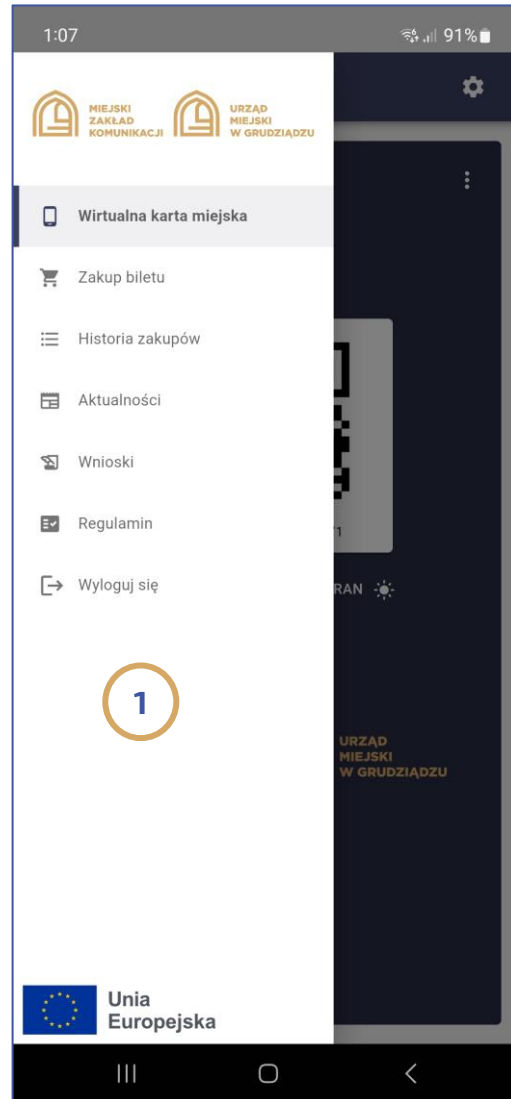 1:07
91%
MIEJSKI
ZAKŁAD
KOMUNIKACJI
URZĄD
MIEJSKI
W GRUDZIĄDZU
Wirtualna karta miejska
Zakup biletu
Historia zakupów
Aktualności
Wnioski
Regulamin
1
Wyloguj się
RAN
1
URZĄD
MIEJSKI
W GRUDZIĄDZU
Unia
Europejska